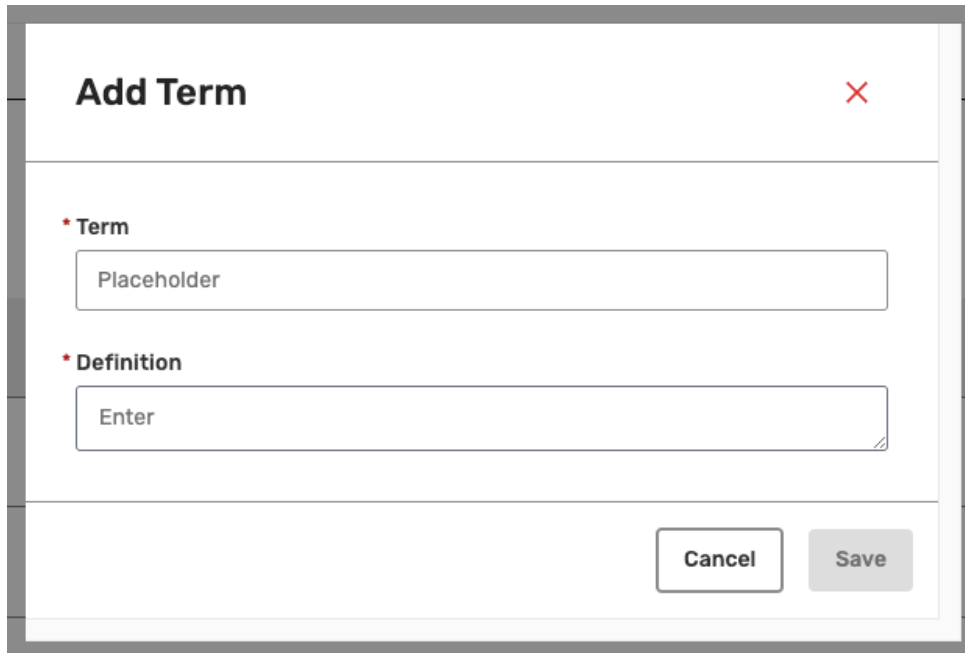 Add Term
* Term
Placeholder
* Definition
Enter
Cancel Save